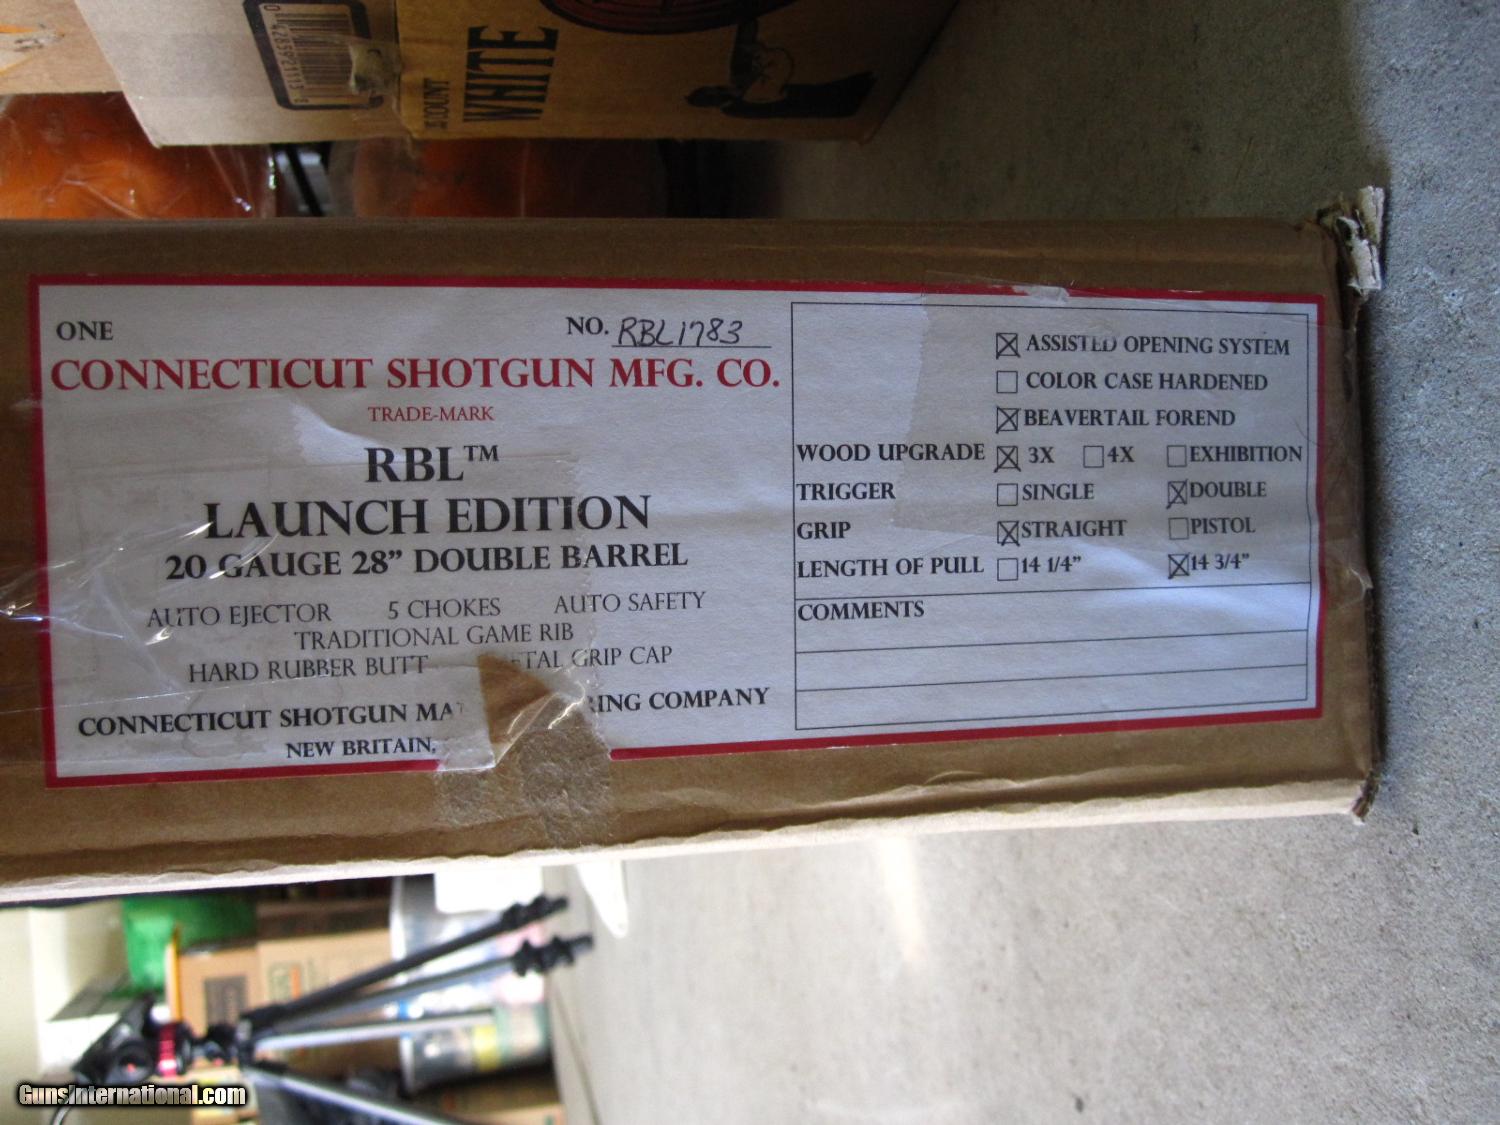 WHITE
ONE
NO. RBL1783
CONNECTICUT SHOTGUN MFG. CO.
TRADE-MARK
RBL™
LAUNCH EDITION
20 GAUGE 28” DOUBLE BARREL
AUTO EJECTOR 5 CHOKES AUTO SAFETY
TRADITIONAL GAME RIB
HARD RUBBER BUTT ETAL GRIP CAP
CONNECTICUT SHOTGUN MA RING COMPANY
NEW BRITAIN,
ASSISTED OPENING SYSTEM
COLOR CASE HARDENED
BEAVERTAIL FOREND
WOOD UPGRADE 3X 4X EXHIBITION
TRIGGER SINGLE DOUBLE
GRIP STRAIGHT PISTOL
LENGTH OF PULL 14 1/4” 14 3/4”
COMMENTS
GunsInternational.com